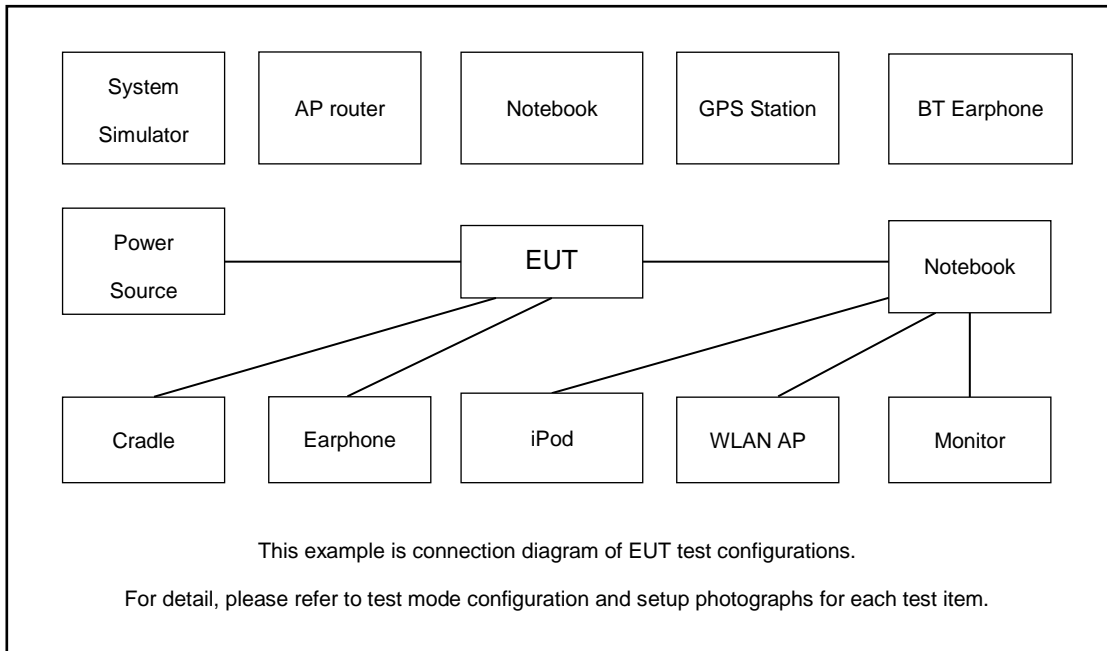 System
Simulator
AP router
Notebook
GPS Station
BT Earphone
Power
Source
EUT
Notebook
Cradle
Earphone
iPod
WLAN AP
Monitor
This example is connection diagram of EUT test configurations.
For detail, please refer to test mode configuration and setup photographs for each test item.